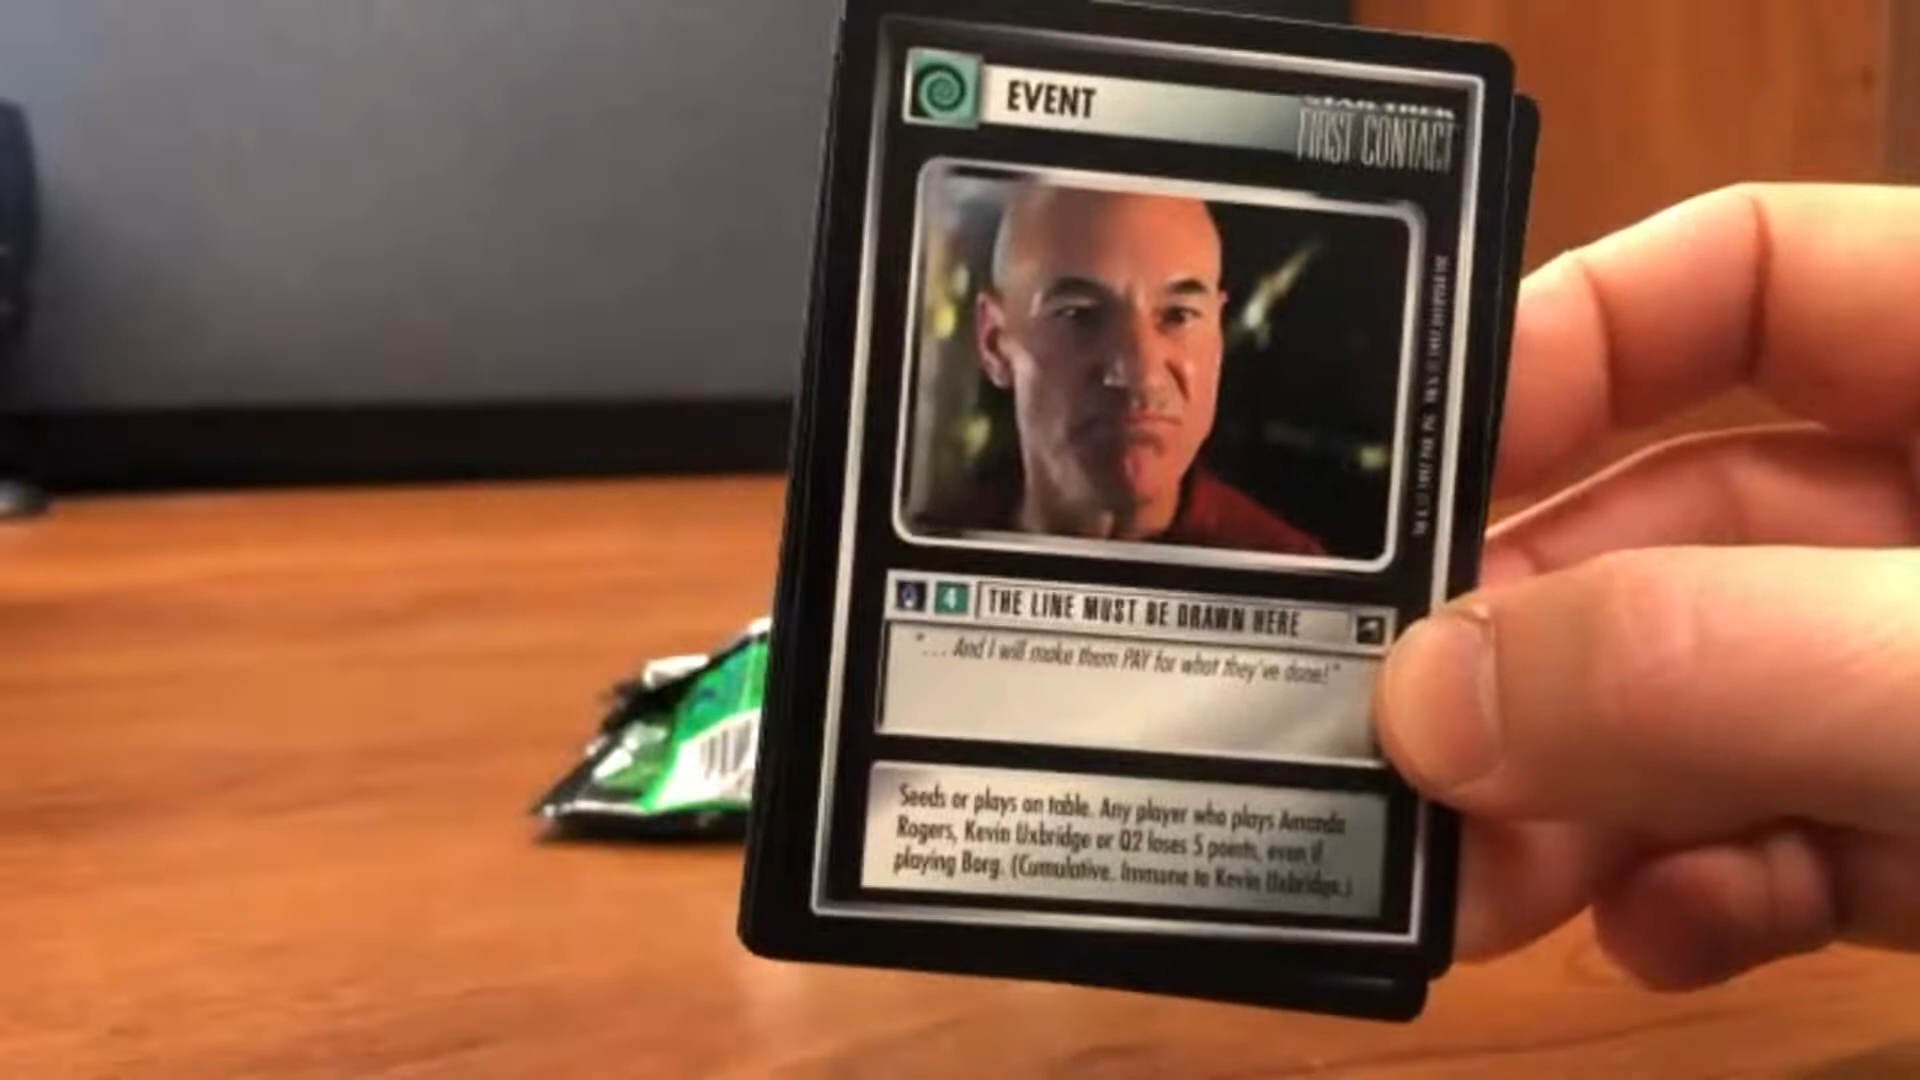 EVENT
STAR TREK
FIRST CONTACT
4 THE LINE MUST BE DRAWN HERE
"... And I will make them PAY for what they've done!"
Seeds or plays on table. Any player who plays Amanda
Rogers, Kevin Uxbridge or Q2 loses 5 points, even if
playing Borg. (Cumulative. Immune to Kevin Uxbridge.)